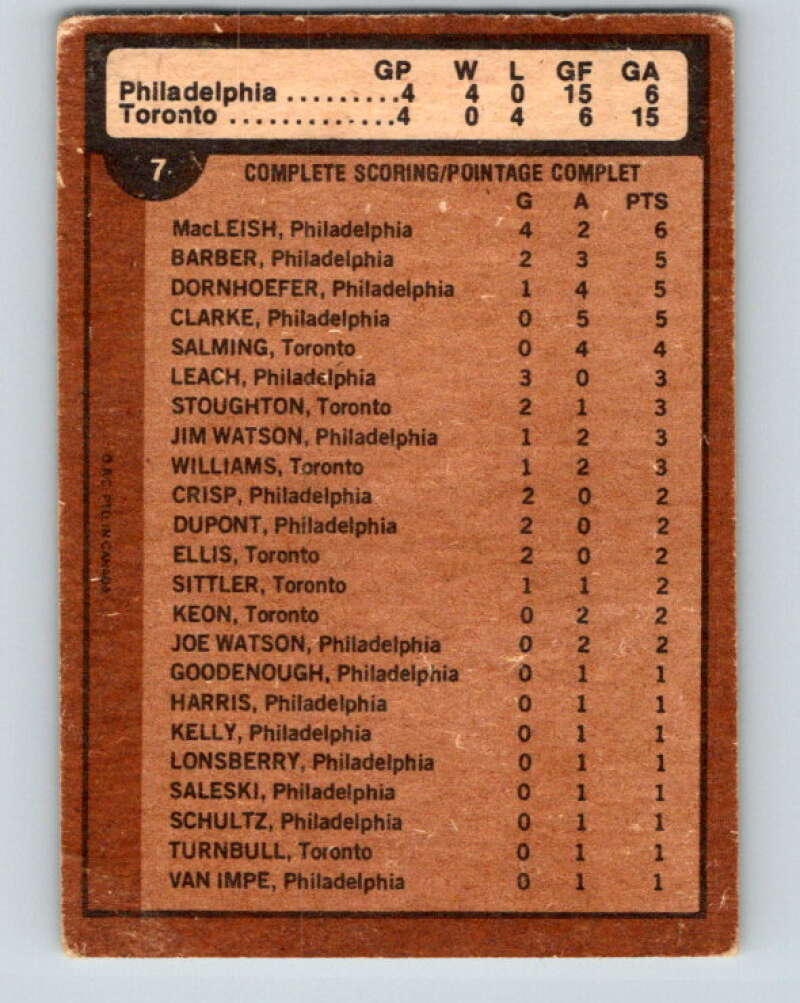 GP W L GF GA
Philadelphia .........4 4 0 15 6
Toronto .............4 0 4 6 15
7 COMPLETE SCORING/POINTAGE COMPLET
G A PTS
MacLEISH, Philadelphia 4 2 6
BARBER, Philadelphia 2 3 5
DORNHOEFER, Philadelphia 1 4 5
CLARKE, Philadelphia 0 5 5
SALMING, Toronto 0 4 4
LEACH, Philadelphia 3 0 3
STOUGHTON, Toronto 2 1 3
JIM WATSON, Philadelphia 1 2 3
WILLIAMS, Toronto 1 2 3
CRISP, Philadelphia 2 0 2
DUPONT, Philadelphia 2 0 2
ELLIS, Toronto 2 0 2
SITTLER, Toronto 1 1 2
KEON, Toronto 0 2 2
JOE WATSON, Philadelphia 0 2 2
GOODENOUGH, Philadelphia 0 1 1
HARRIS, Philadelphia 0 1 1
KELLY, Philadelphia 0 1 1
LONSBERRY, Philadelphia 0 1 1
SALESKI, Philadelphia 0 1 1
SCHULTZ, Philadelphia 0 1 1
TURNBULL, Toronto 0 1 1
VAN IMPE, Philadelphia 0 1 1
PTD. IN CANADA